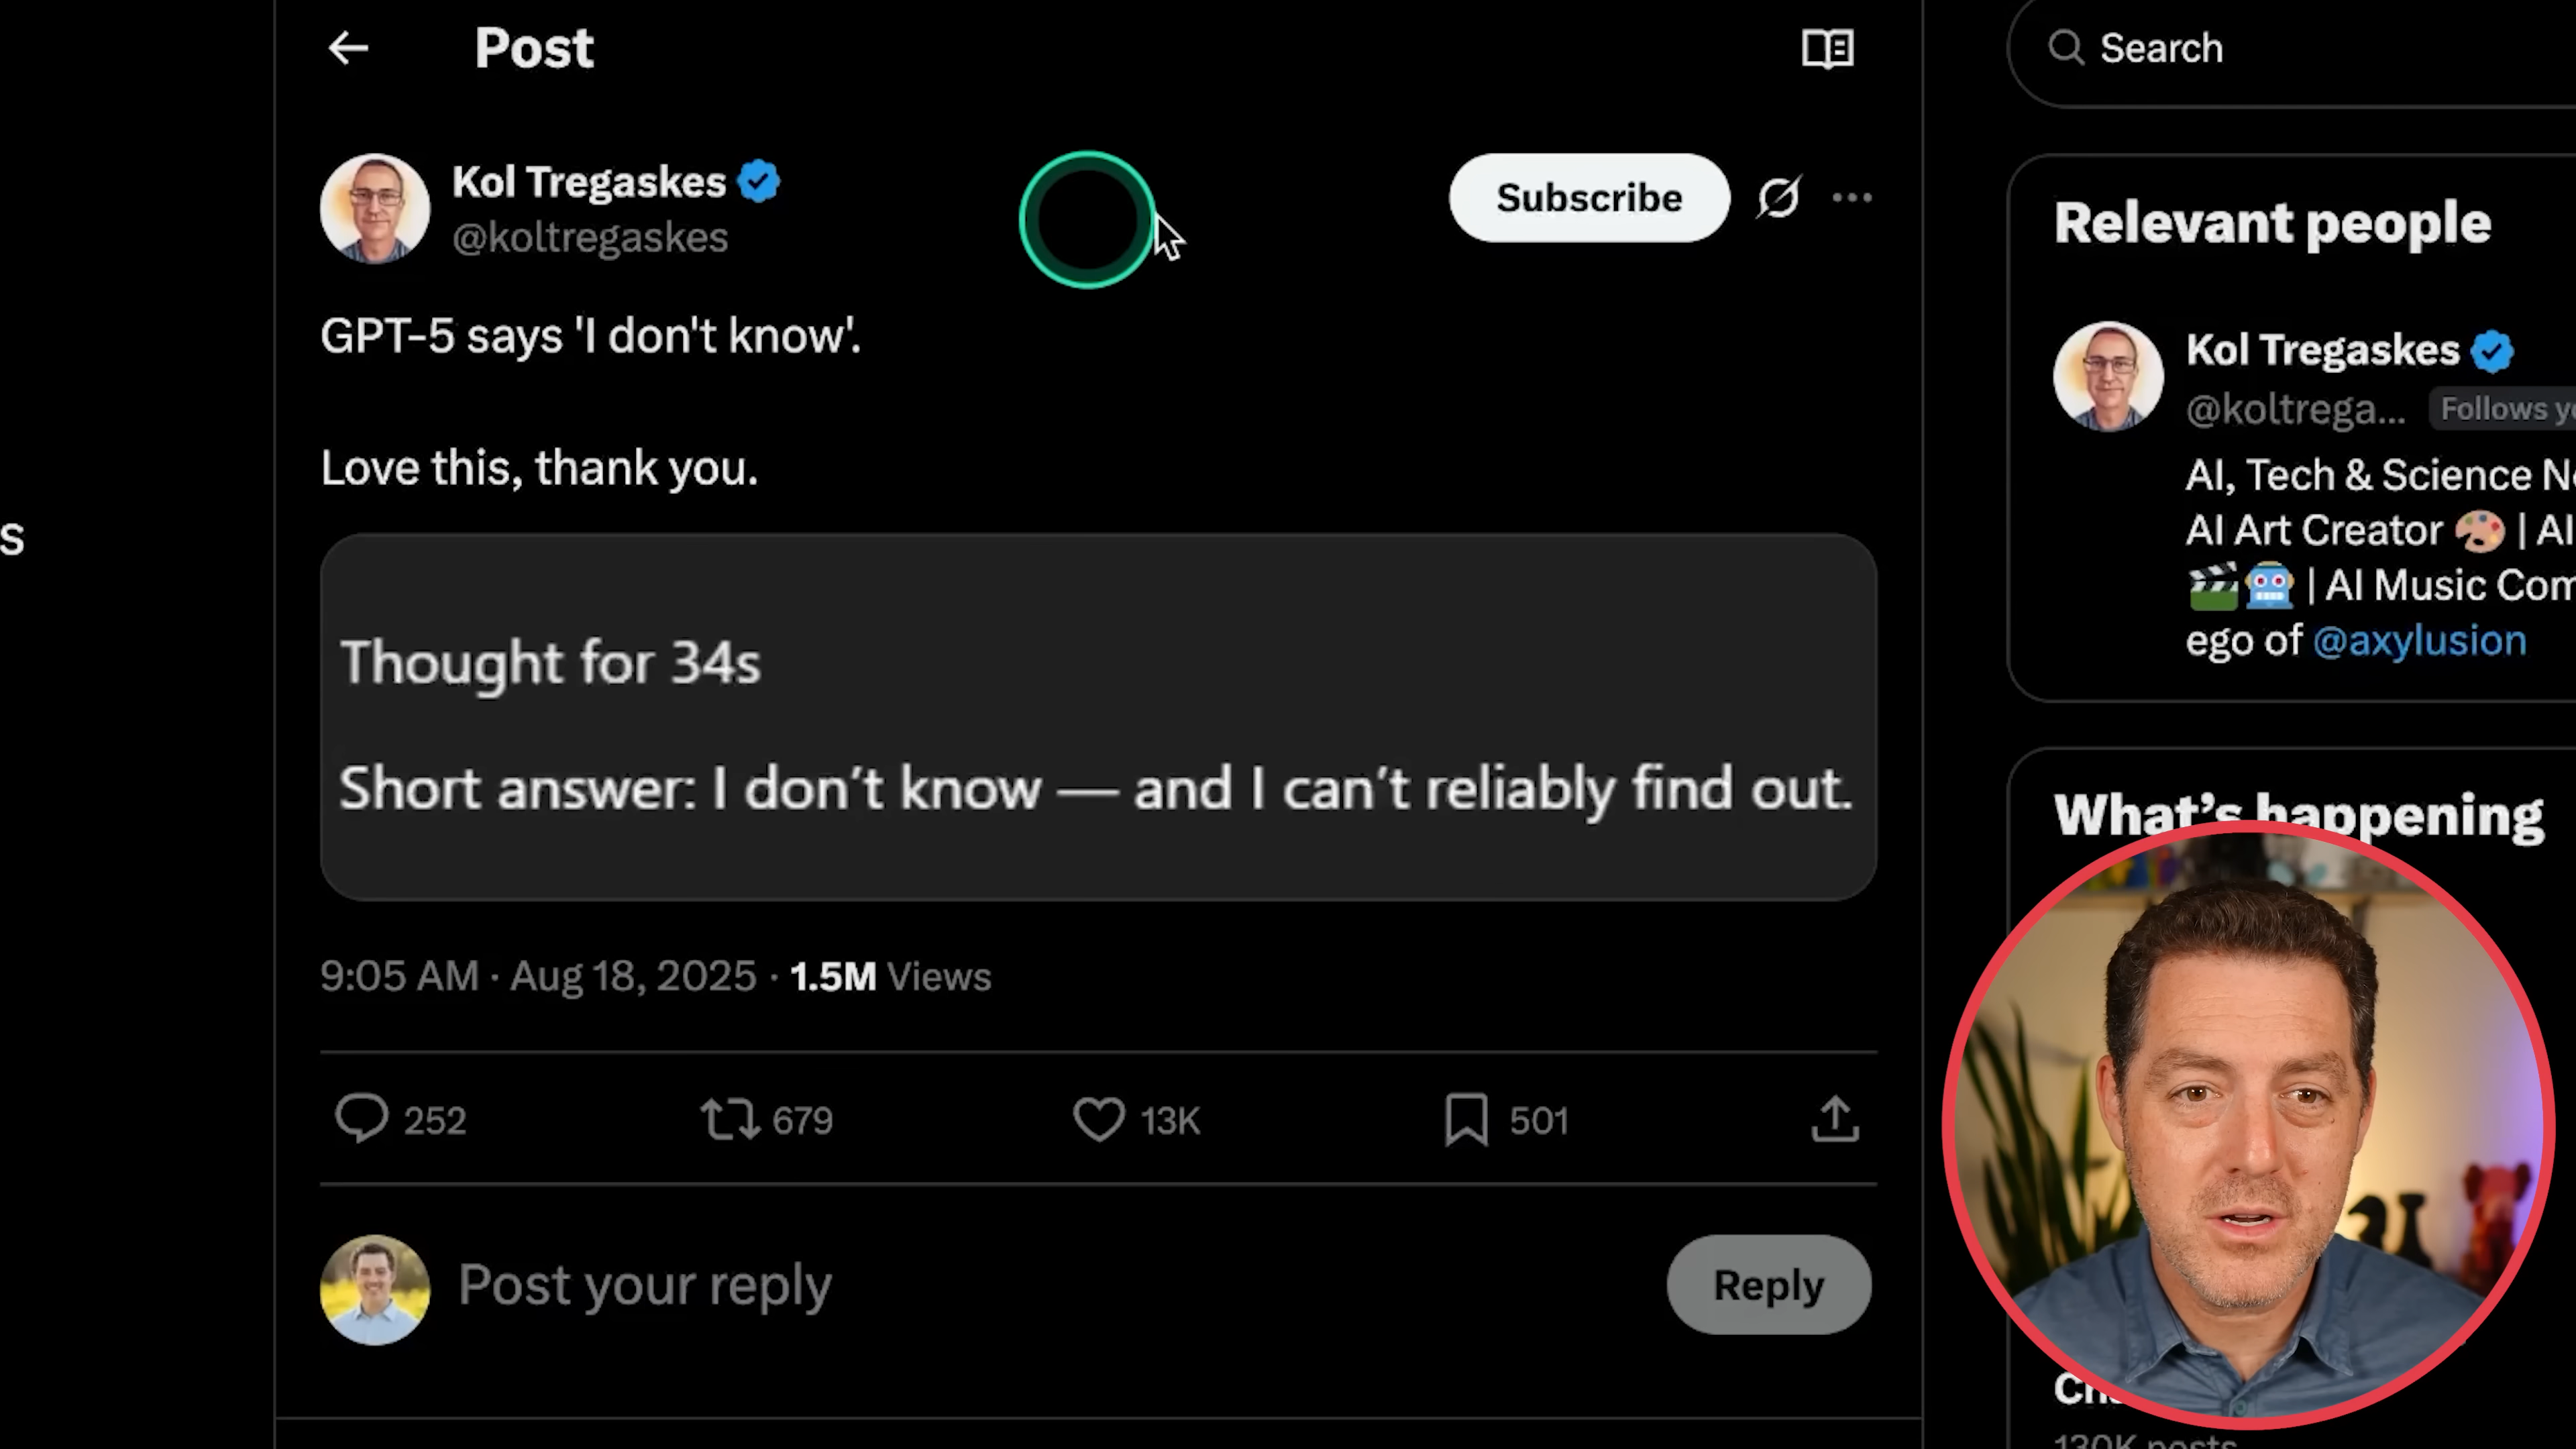 s
Post
Search
Kol Tregaskes
@koltregaskes
Subscribe
GPT-5 says 'I don't know'.
Love this, thank you.
Thought for 34s
Short answer: I don't know — and I can't reliably find out.
9:05 AM · Aug 18, 2025 · 1.5M Views
252
679
13K
501
Post your reply
Reply
Relevant people
Kol Tregaskes
@koltrega... Follows
AI, Tech & Science
AI Art Creator 🎨 | AI
🎬🤖 | AI Music
ego of @axylusion
What's happening
130K posts